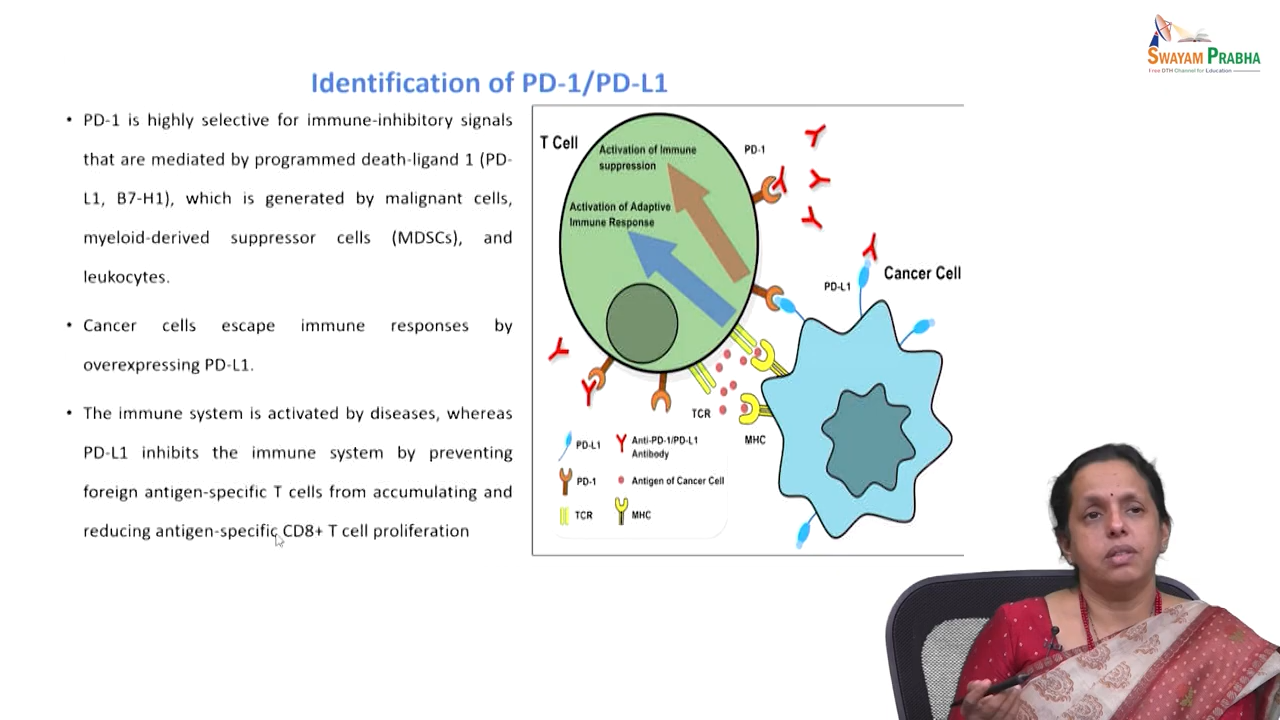 SWAYAM PRABHA
Free DTH Channel for Education
Identification of PD-1/PD-L1
• PD-1 is highly selective for immune-inhibitory signals
that are mediated by programmed death-ligand 1 (PD-
L1, B7-H1), which is generated by malignant cells,
myeloid-derived suppressor cells (MDSCs), and
leukocytes.
• Cancer cells escape immune responses by
overexpressing PD-L1.
• The immune system is activated by diseases, whereas
PD-L1 inhibits the immune system by preventing
foreign antigen-specific T cells from accumulating and
reducing antigen-specific CD8+ T cell proliferation
T Cell
Activation of Immune
suppression
PD-1
Activation of Adaptive
Immune Response
Cancer Cell
PD-L1
TCR
MHC
PD-L1
Anti-PD-1/PD-L1
Antibody
PD-1
Antigen of Cancer Cell
TCR
MHC